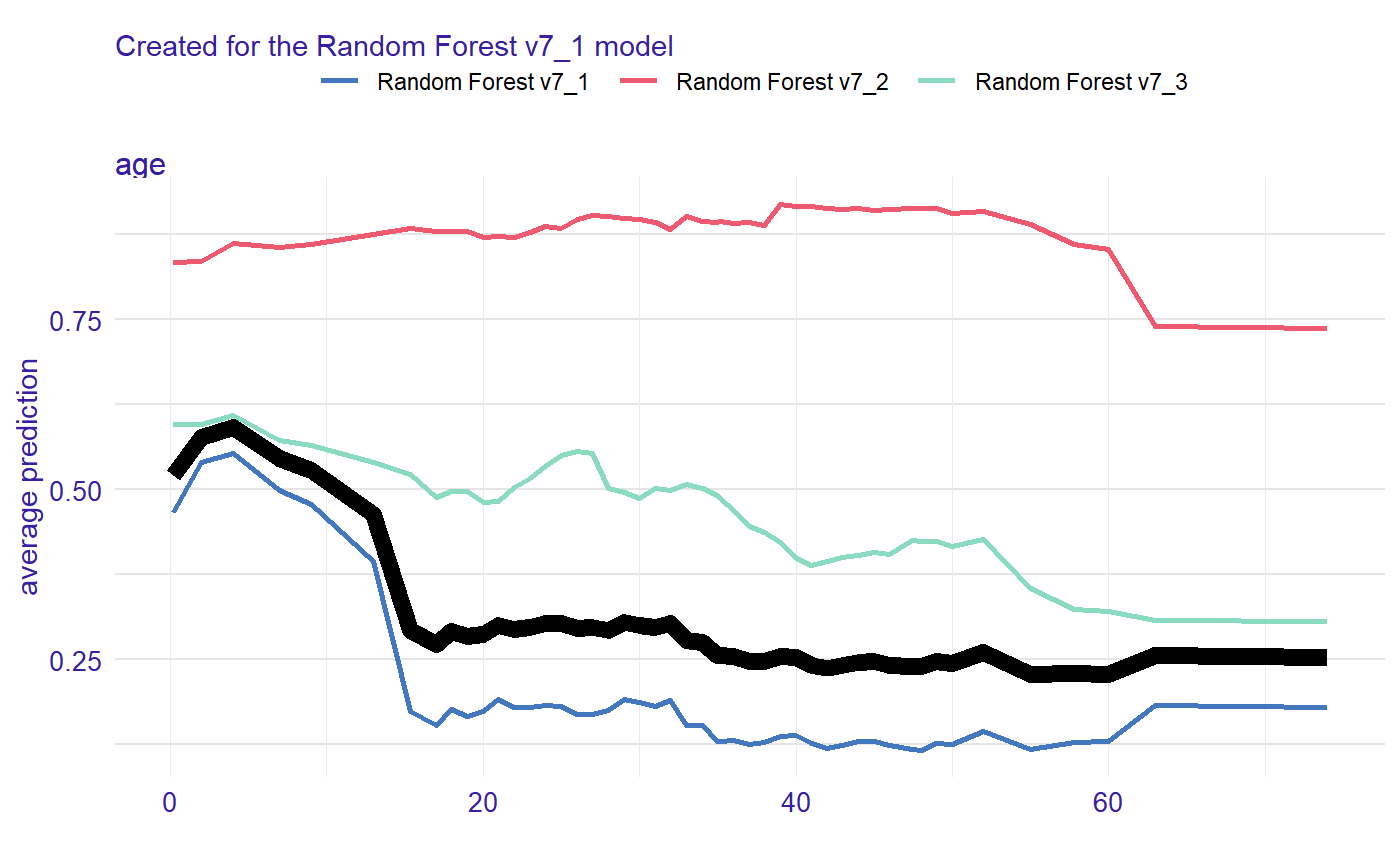 Created for the Random Forest v7_1 model
Random Forest v7_1 Random Forest v7_2 Random Forest v7_3
age
average prediction
0.75
0.50
0.25
0 20 40 60